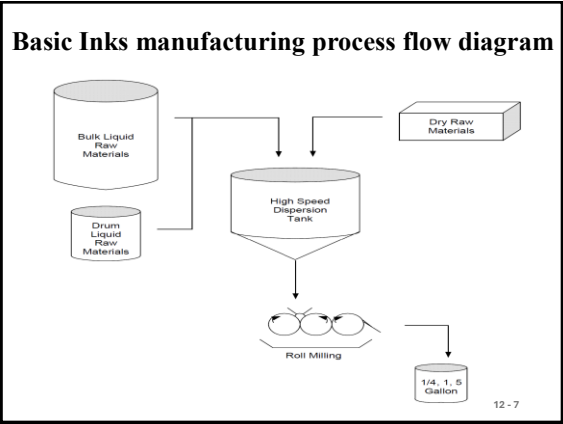 Basic Inks manufacturing process flow diagram
Bulk Liquid
Raw
Materials
Dry Raw
Materials
High Speed
Dispersion
Tank
Drum
Liquid
Raw
Materials
Roll Milling
1/4, 1, 5
Gallon
12 - 7